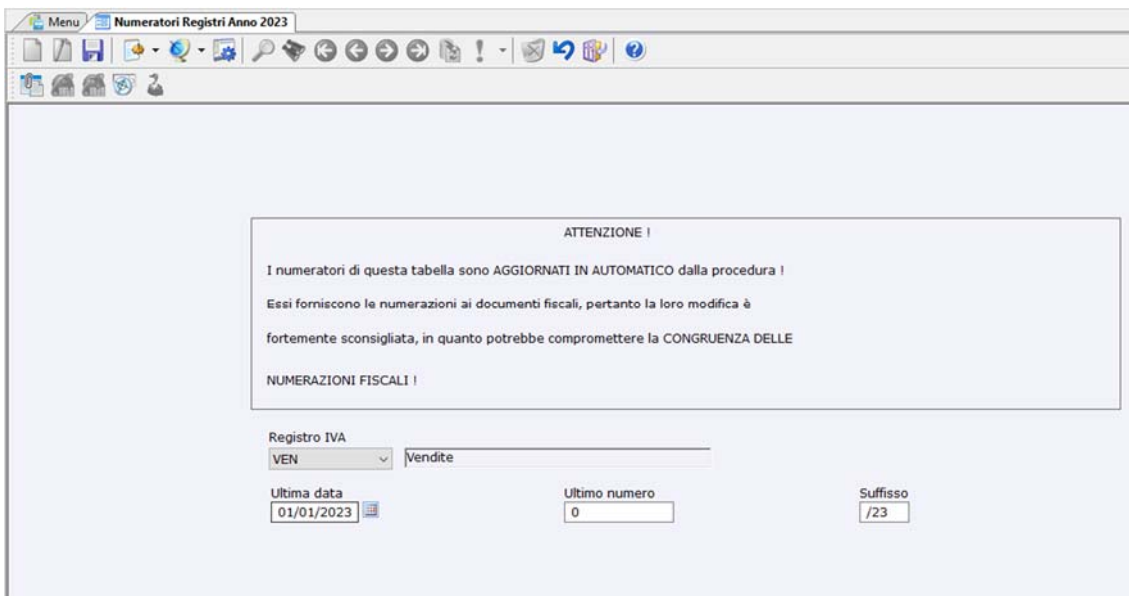 Menu
Numeratori Registri Anno 2023
ATTENZIONE !
I numeratori di questa tabella sono AGGIORNATI IN AUTOMATICO dalla procedura !
Essi forniscono le numerazioni ai documenti fiscali, pertanto la loro modifica è
fortemente sconsigliata, in quanto potrebbe compromettere la CONGRUENZA DELLE
NUMERAZIONI FISCALI !
Registro IVA
VEN Vendite
Ultima data Ultimo numero Suffisso
01/01/2023 0 /23